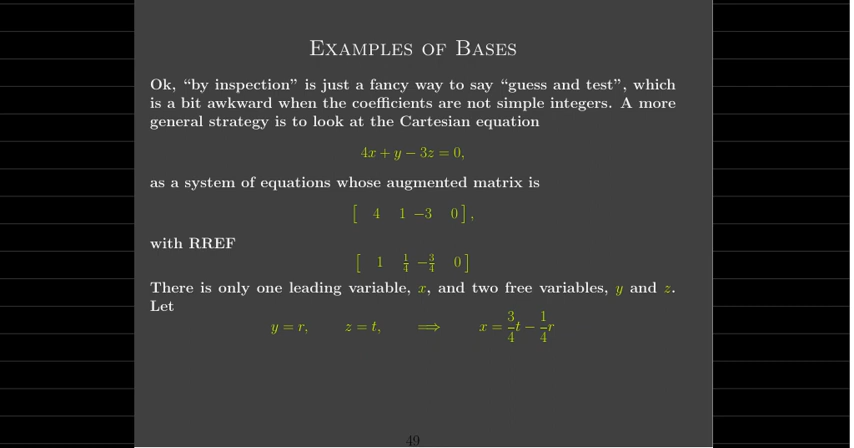 EXAMPLES OF BASES
Ok, “by inspection” is just a fancy way to say “guess and test”, which
is a bit awkward when the coefficients are not simple integers. A more
general strategy is to look at the Cartesian equation
4x + y − 3z = 0,
as a system of equations whose augmented matrix is
[ 4 1 −3 0 ],
with RREF
[ 1 1/4 −3/4 0 ]
There is only one leading variable, x, and two free variables, y and z.
Let
y = r, z = t, ⟹ x = 3/4 t − 1/4 r
49